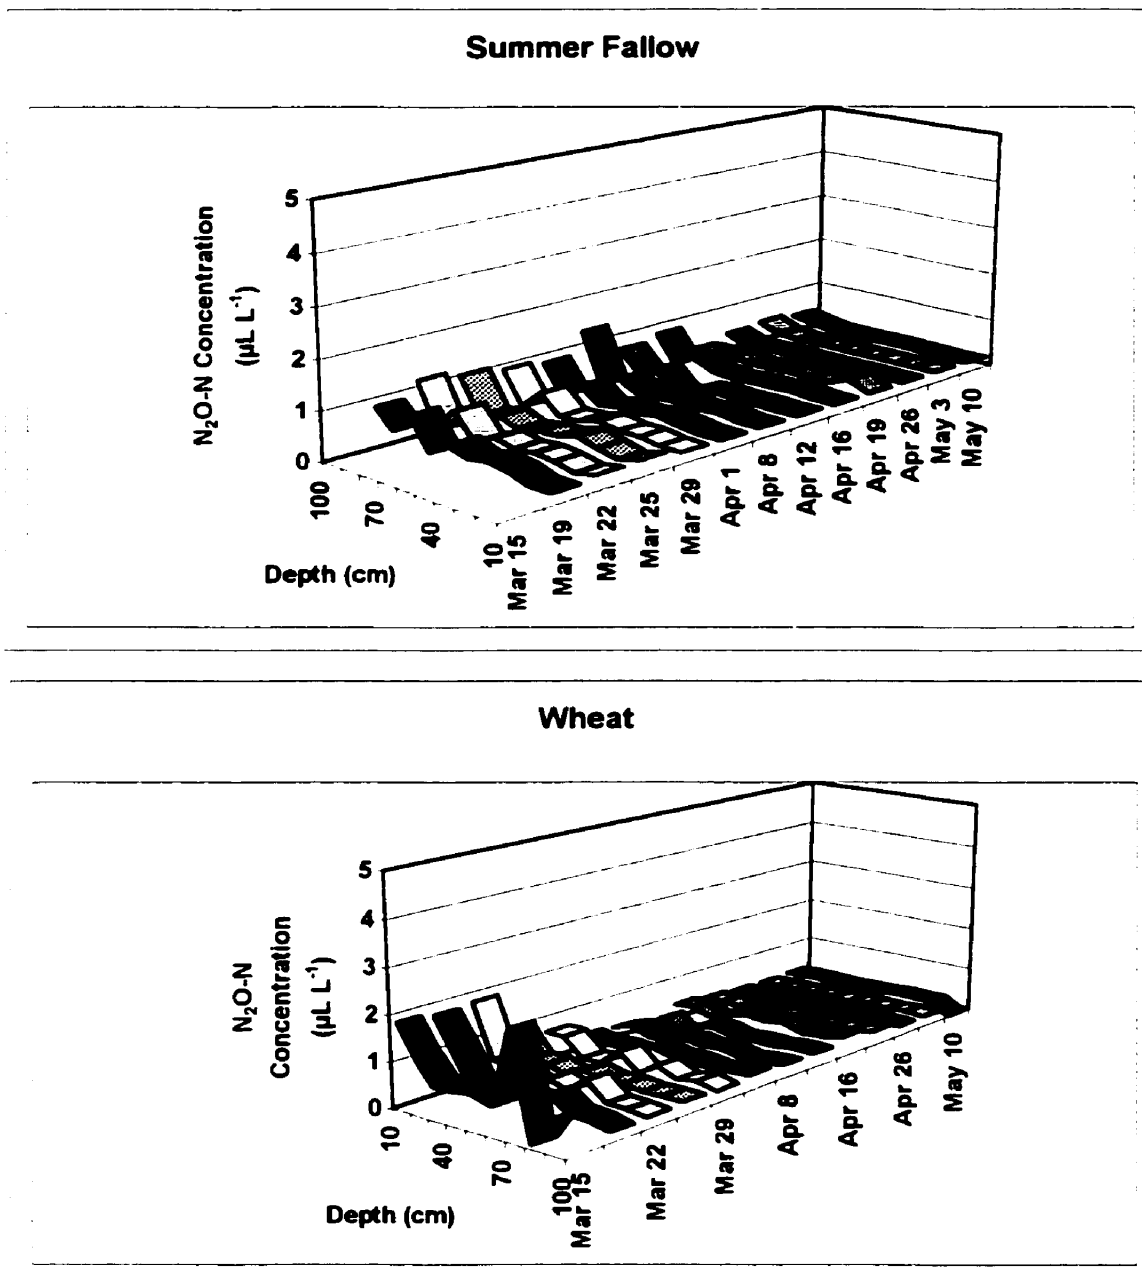 Summer Fallow
N₂O-N Concentration
(µL L⁻¹)
5
4
3
2
1
0
100
70
40
10
Depth (cm)
Mar 15
Mar 19
Mar 22
Mar 25
Mar 29
Apr 1
Apr 8
Apr 12
Apr 16
Apr 19
Apr 26
May 3
May 10
Wheat
N₂O-N
Concentration
(µL L⁻¹)
5
4
3
2
1
0
10
40
70
100
Depth (cm)
Mar 15
Mar 22
Mar 29
Apr 8
Apr 16
Apr 26
May 10